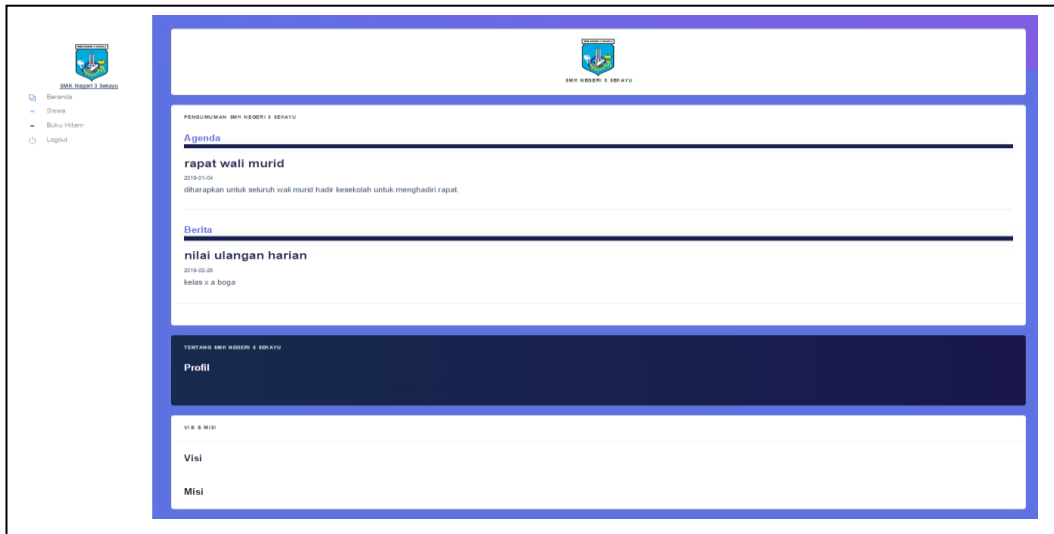 SMK Negeri 3 Sekayu
Beranda
Siswa
Buku Hitam
Logout
SMK NEGERI 3 SEKAYU
PENGUMUMAN SMK NEGERI 3 SEKAYU
Agenda
rapat wali murid
2019-01-04
diharapkan untuk seluruh wali murid hadir kesekolah untuk menghadiri rapat.
Berita
nilai ulangan harian
2019-02-28
kelas x a boga
TENTANG SMK NEGERI 3 SEKAYU
Profil
VISI & MISI
Visi
Misi